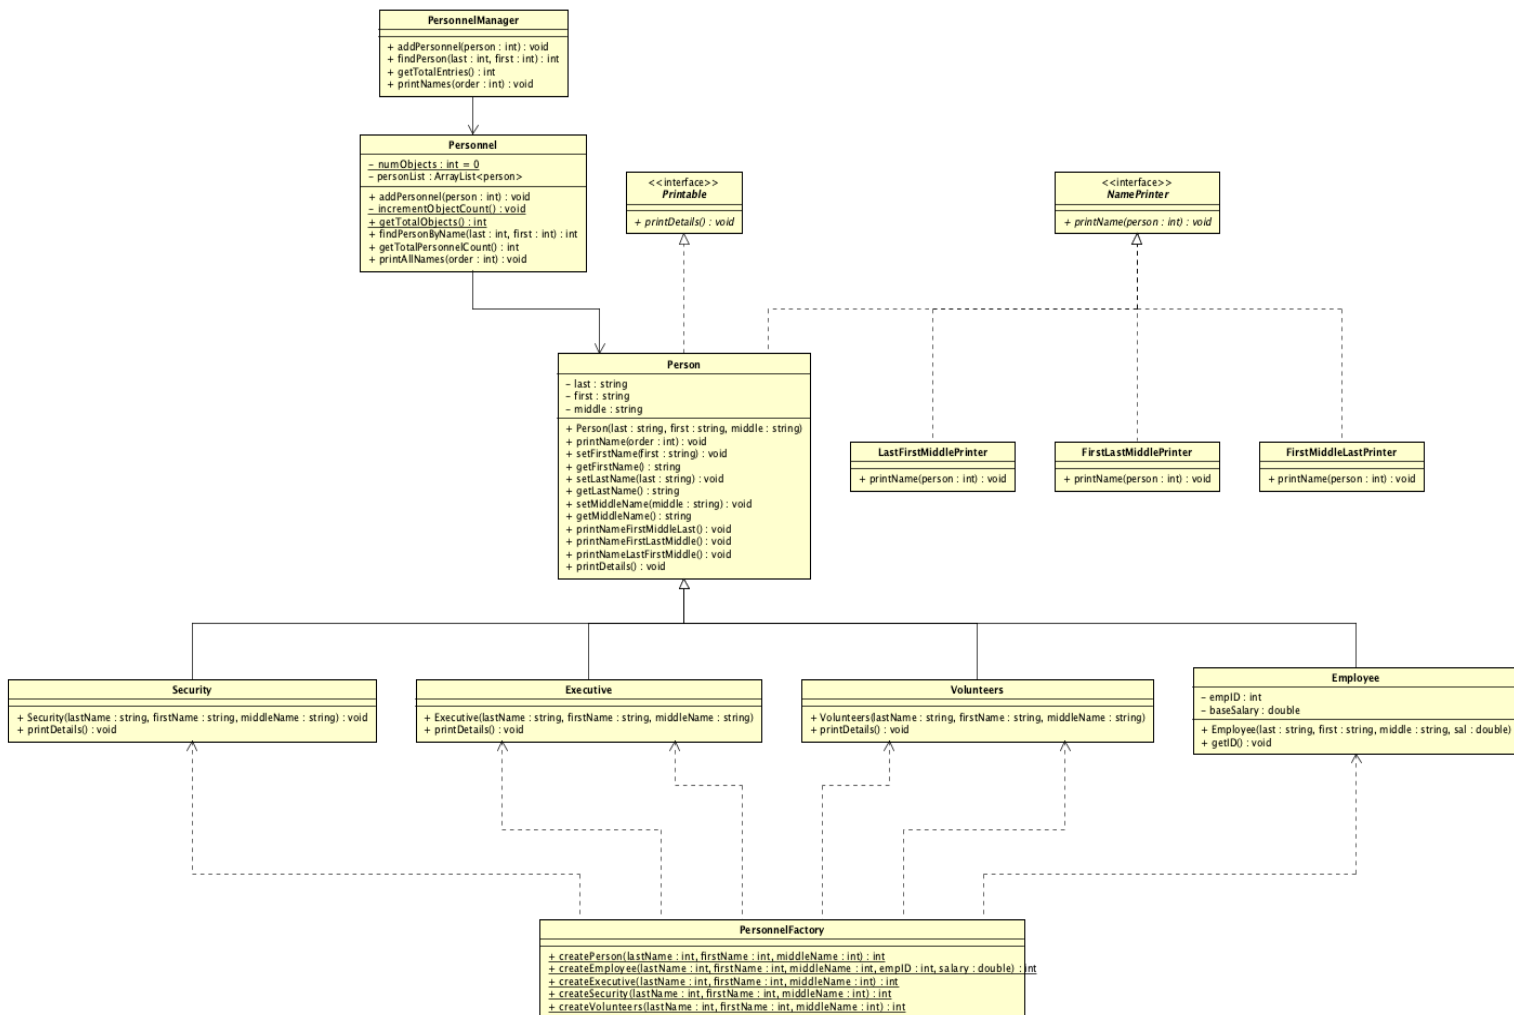 PersonnelManager
+ addPersonnel(person : int) : void
+ findPerson(last : int, first : int) : int
+ getTotalEntries() : int
+ printNames(order : int) : void
Personnel
- numObjects : int = 0
- personList : ArrayList<person>
+ addPersonnel(person : int) : void
- incrementObjectCount() : void
+ getTotalObjects() : int
+ findPersonByName(last : int, first : int) : int
+ getTotalPersonnelCount() : int
+ printAllNames(order : int) : void
<<interface>>
Printable
+ printDetails() : void
<<interface>>
NamePrinter
+ printName(person : int) : void
Person
- last : string
- first : string
- middle : string
+ Person(last : string, first : string, middle : string)
+ printName(order : int) : void
+ setFirstName(first : string) : void
+ getFirstName() : string
+ setLastName(last : string) : void
+ getLastName() : string
+ setMiddleName(middle : string) : void
+ getMiddleName() : string
+ printNameFirstMiddleLast() : void
+ printNameFirstLastMiddle() : void
+ printNameLastFirstMiddle() : void
+ printDetails() : void
LastFirstMiddlePrinter
+ printName(person : int) : void
FirstLastMiddlePrinter
+ printName(person : int) : void
FirstMiddleLastPrinter
+ printName(person : int) : void
Security
+ Security(lastName : string, firstName : string, middleName : string) : void
+ printDetails() : void
Executive
+ Executive(lastName : string, firstName : string, middleName : string)
+ printDetails() : void
Volunteers
+ Volunteers(lastName : string, firstName : string, middleName : string)
+ printDetails() : void
Employee
- empID : int
- baseSalary : double
+ Employee(last : string, first : string, middle : string, sal : double)
+ getID() : void
PersonnelFactory
+ createPerson(lastName : int, firstName : int, middleName : int) : int
+ createEmployee(lastName : int, firstName : int, middleName : int, empID : int, salary : double) : int
+ createExecutive(lastName : int, firstName : int, middleName : int) : int
+ createSecurity(lastName : int, firstName : int, middleName : int) : int
+ createVolunteers(lastName : int, firstName : int, middleName : int) : int